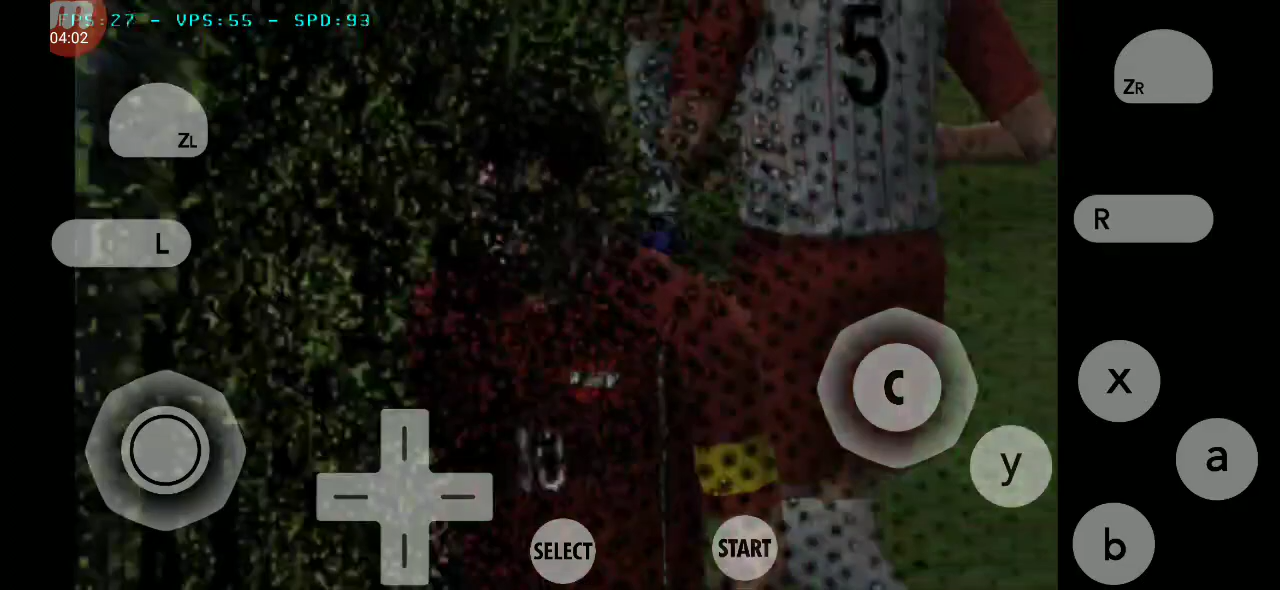 FPS:27 - VPS:55 - SPD:93
04:02
5
ZR
ZL
L
R
C
X
y
a
10
SELECT
START
b